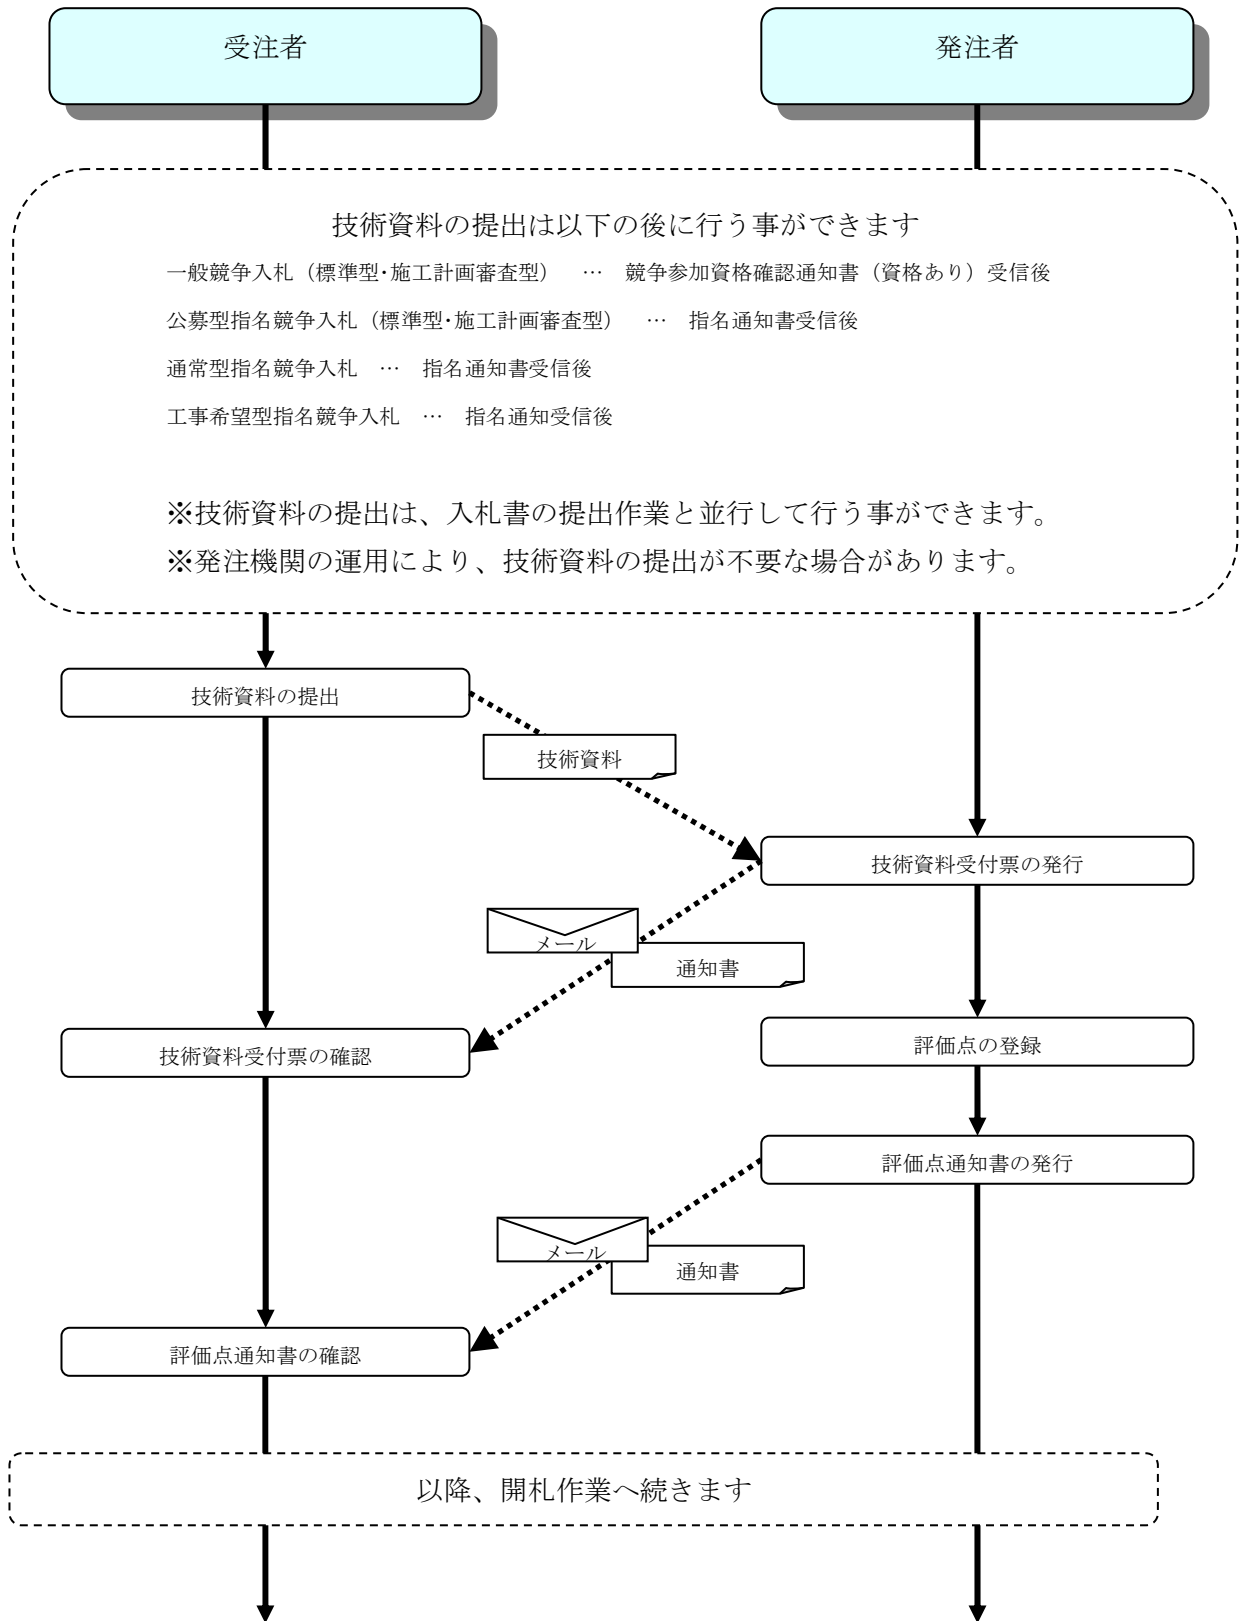 受注者
発注者
技術資料の提出は以下の後に行う事ができます
一般競争入札（標準型･施工計画審査型）　…　競争参加資格確認通知書（資格あり）受信後
公募型指名競争入札（標準型･施工計画審査型）　…　指名通知書受信後
通常型指名競争入札　…　指名通知書受信後
工事希望型指名競争入札　…　指名通知受信後
※技術資料の提出は、入札書の提出作業と並行して行う事ができます。
※発注機関の運用により、技術資料の提出が不要な場合があります。
技術資料の提出
技術資料
技術資料受付票の発行
メール
通知書
技術資料受付票の確認
評価点の登録
評価点通知書の発行
メール
通知書
評価点通知書の確認
以降、開札作業へ続きます